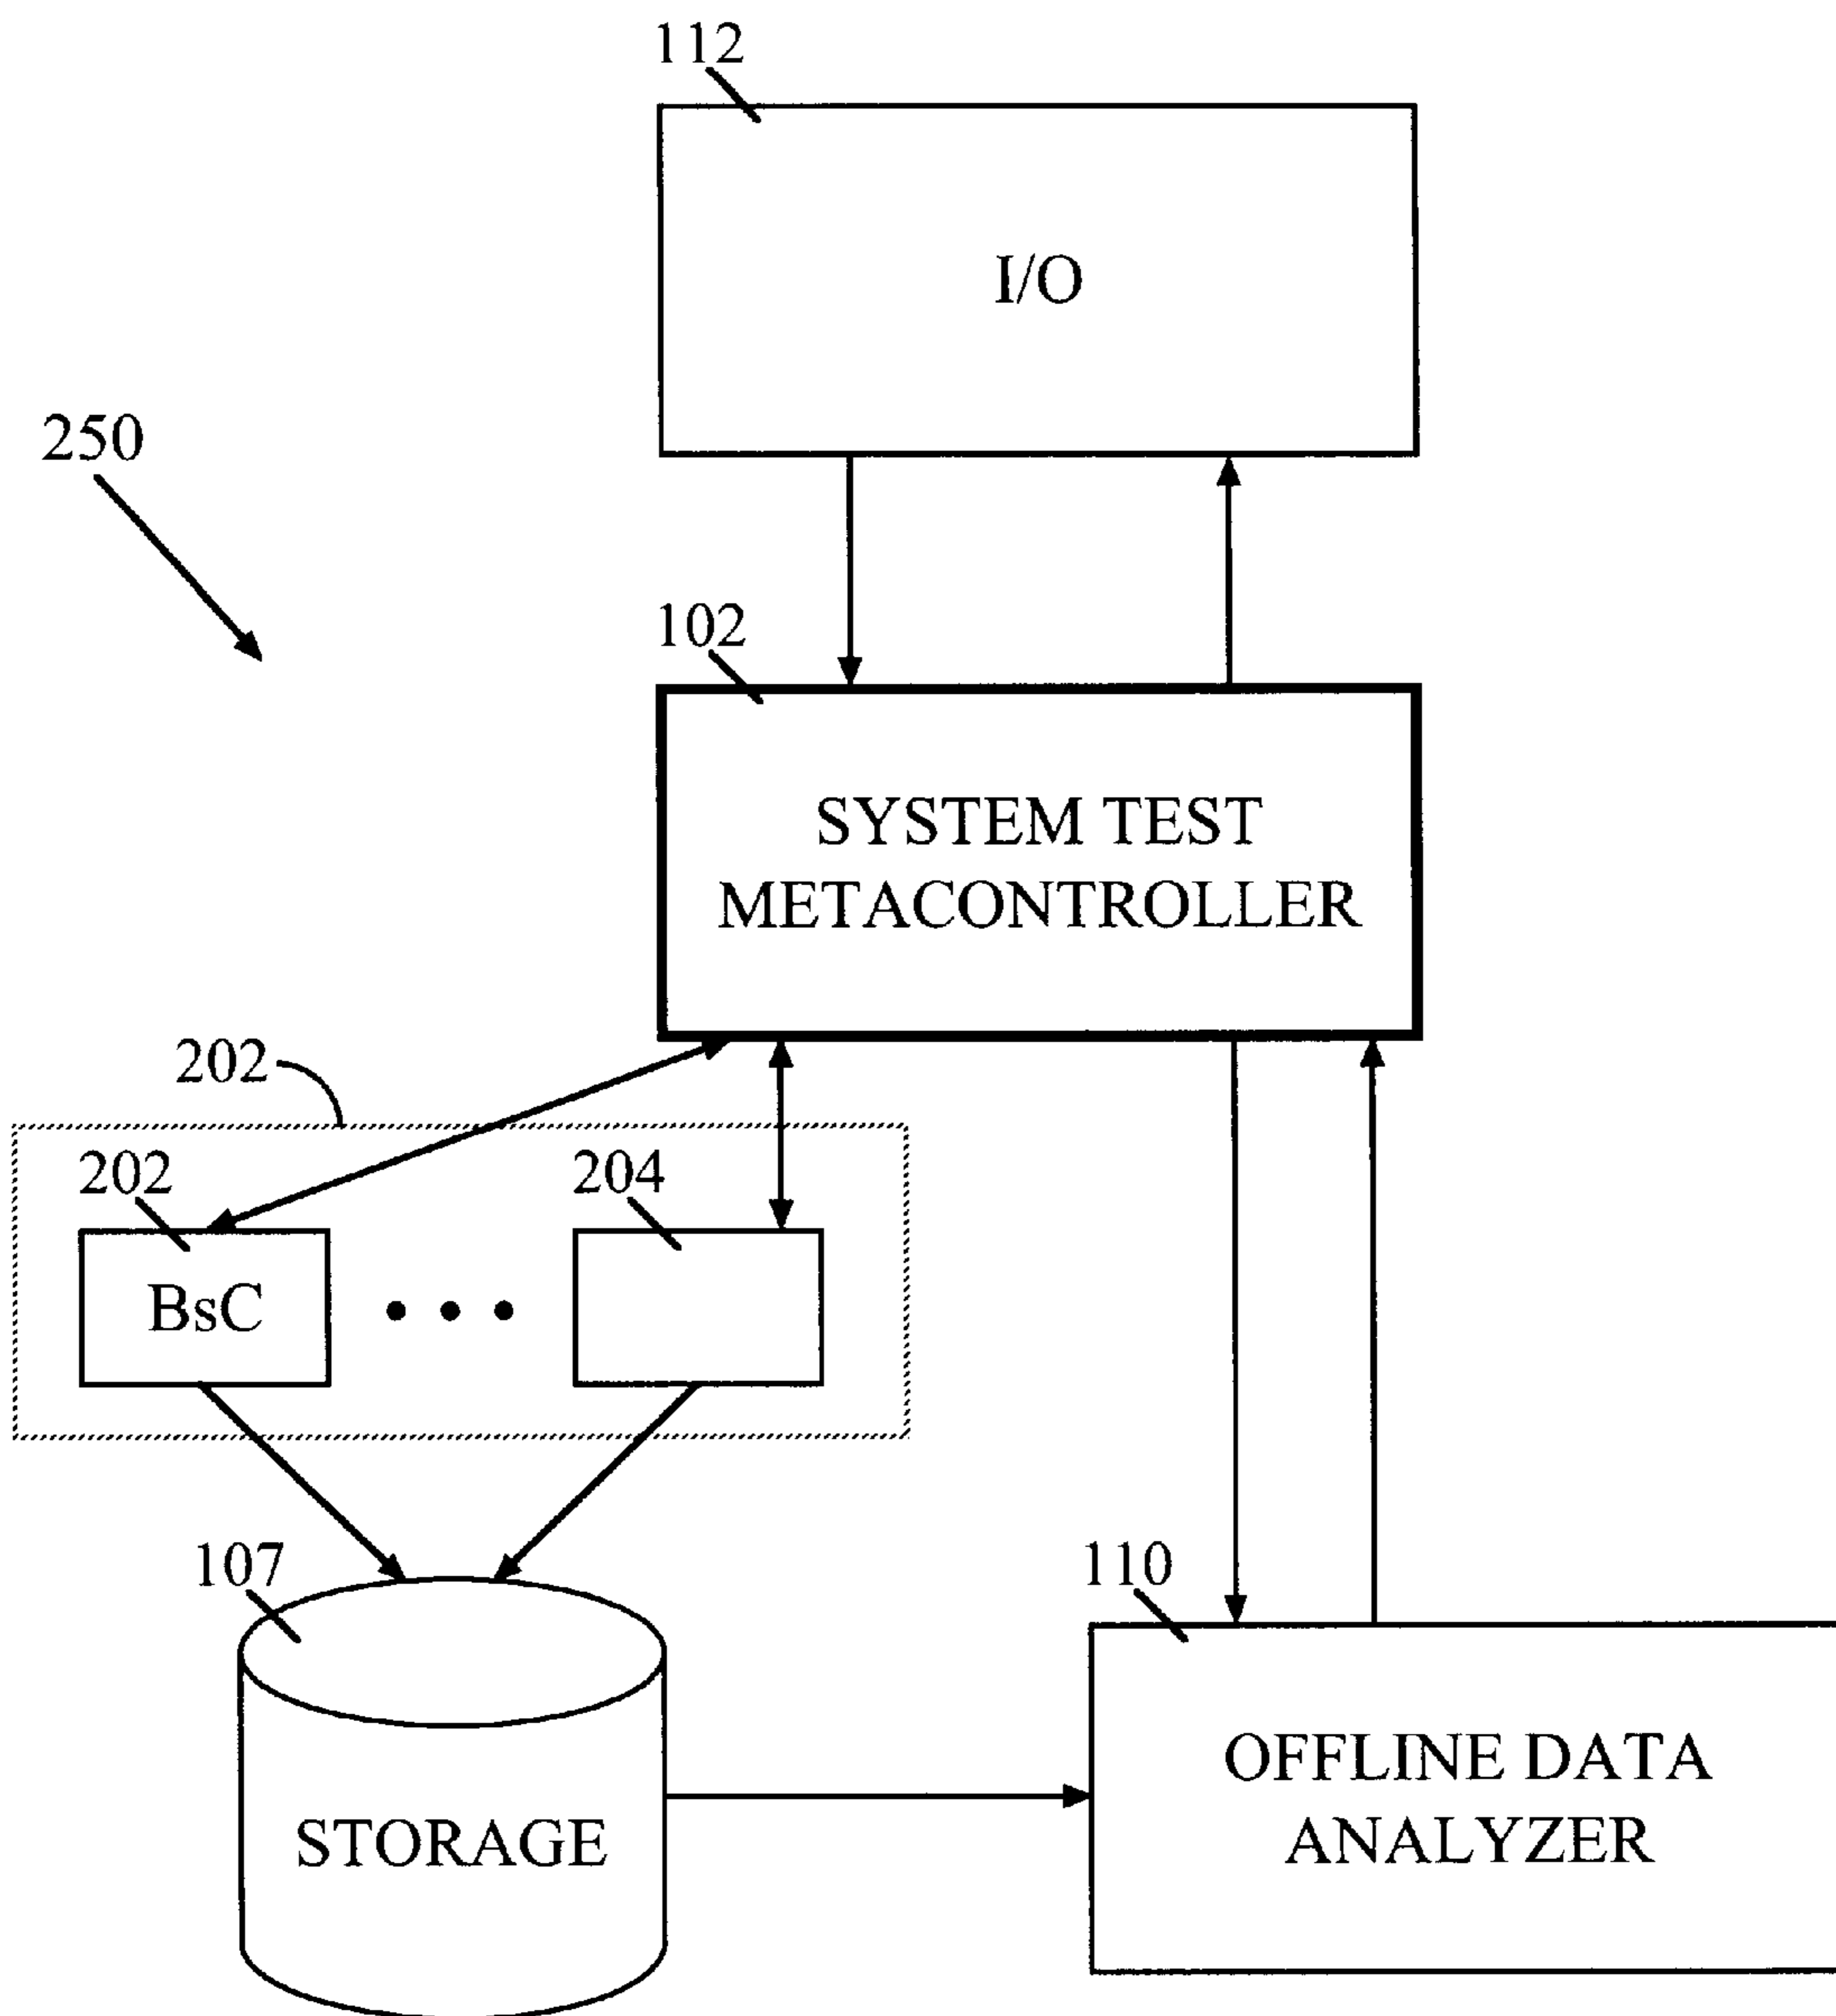 112
I/O
250
102
SYSTEM TEST
METACONTROLLER
202
202
204
BsC
107
110
STORAGE
OFFLINE DATA
ANALYZER